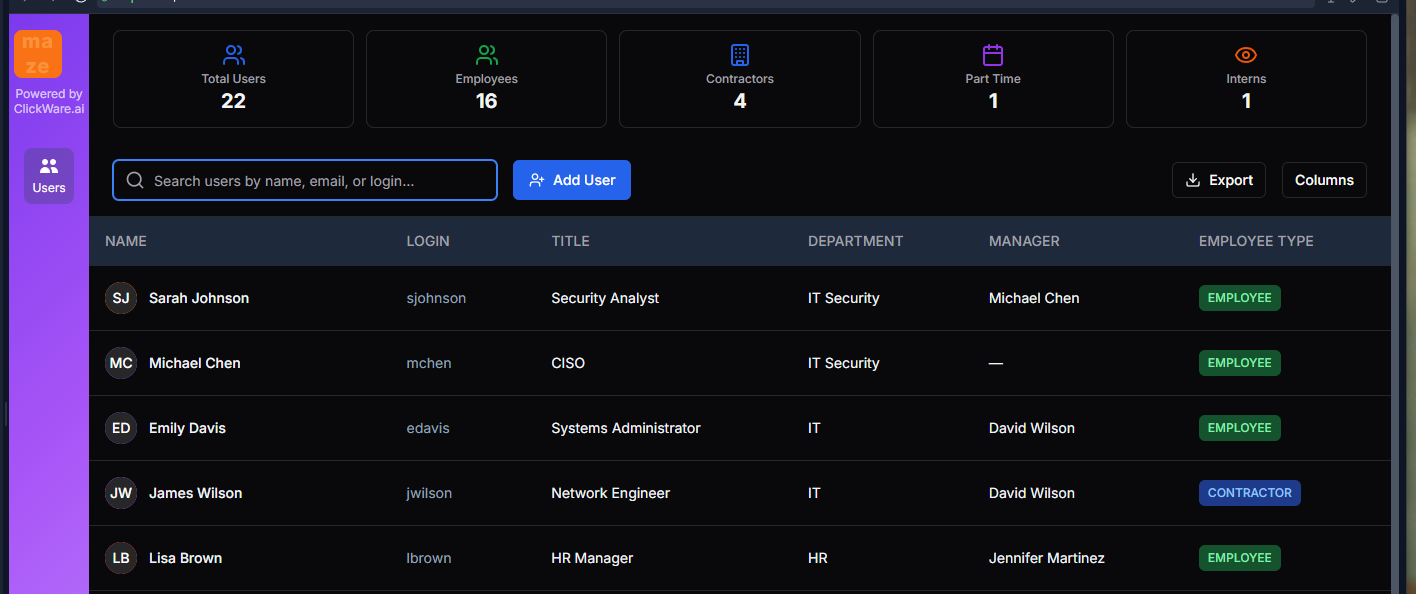 ma
ze
Powered by
ClickWare.ai
Users
Total Users
22
Employees
16
Contractors
4
Part Time
1
Interns
1
Search users by name, email, or login...
Add User
Export
Columns
NAME LOGIN TITLE DEPARTMENT MANAGER EMPLOYEE TYPE
SJ Sarah Johnson sjohnson Security Analyst IT Security Michael Chen EMPLOYEE
MC Michael Chen mchen CISO IT Security — EMPLOYEE
ED Emily Davis edavis Systems Administrator IT David Wilson EMPLOYEE
JW James Wilson jwilson Network Engineer IT David Wilson CONTRACTOR
LB Lisa Brown lbrown HR Manager HR Jennifer Martinez EMPLOYEE